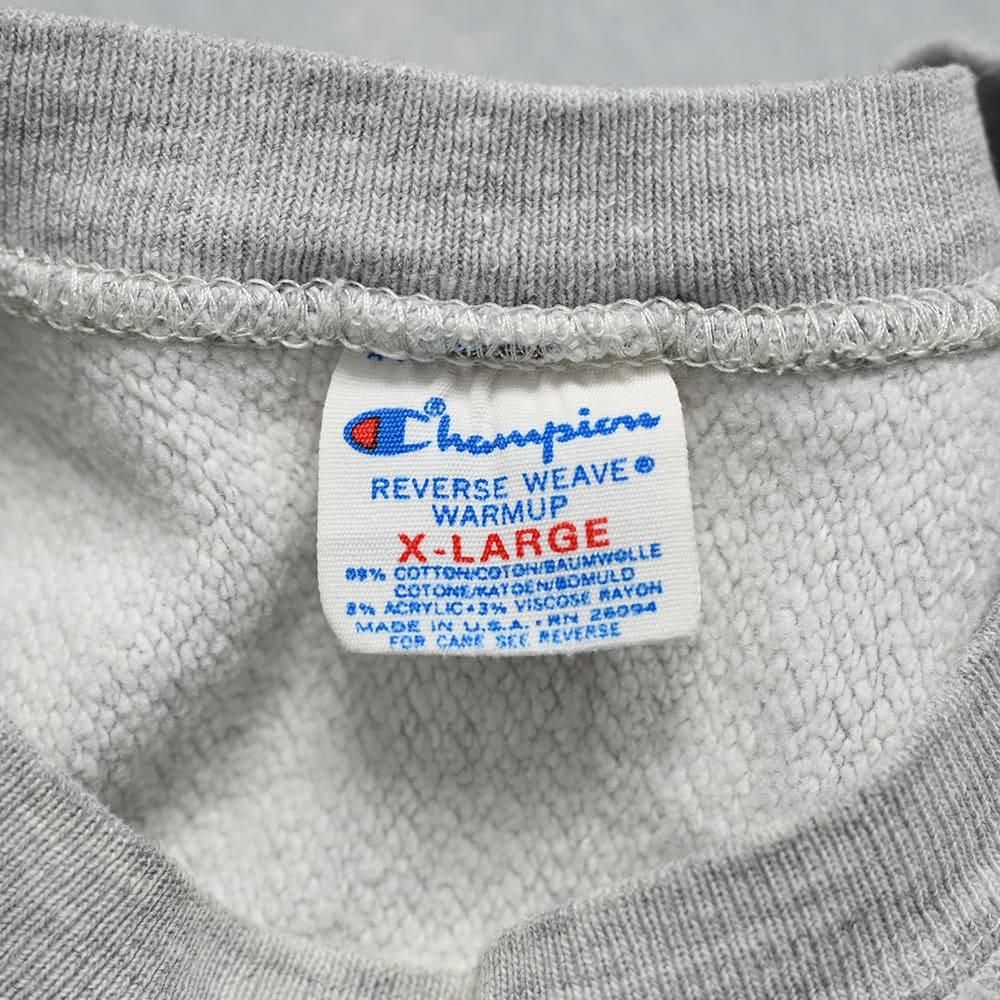 Champion®
REVERSE WEAVE®
WARMUP
X-LARGE
89% COTTON/COTON/BAUMWOLLE
COTONE/KATOEN/BOMULD
8% ACRYLIC • 3% VISCOSE RAYON
MADE IN U.S.A. • RN 26094
FOR CARE SEE REVERSE